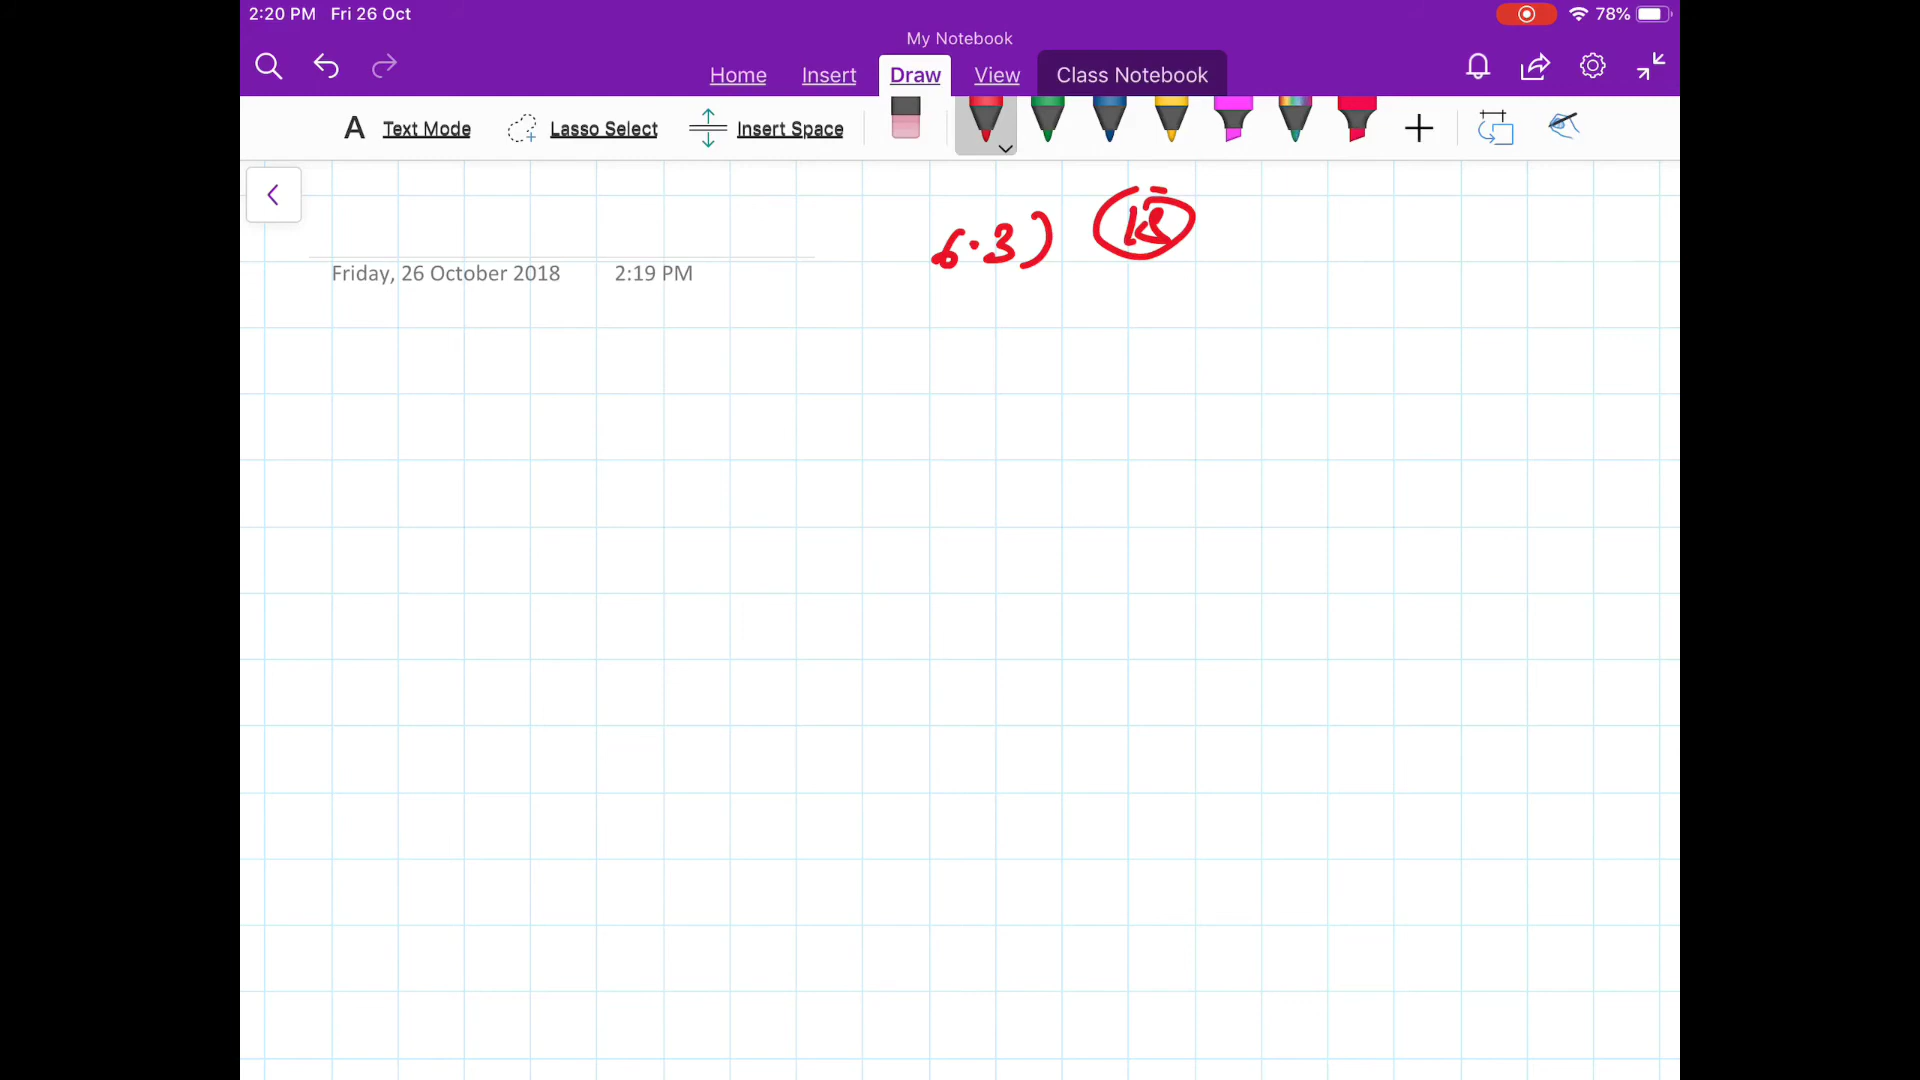 2:20 PM Fri 26 Oct 78%
My Notebook
Home Insert Draw View Class Notebook
A Text Mode Lasso Select Insert Space
6.3)
Friday, 26 October 2018 2:19 PM